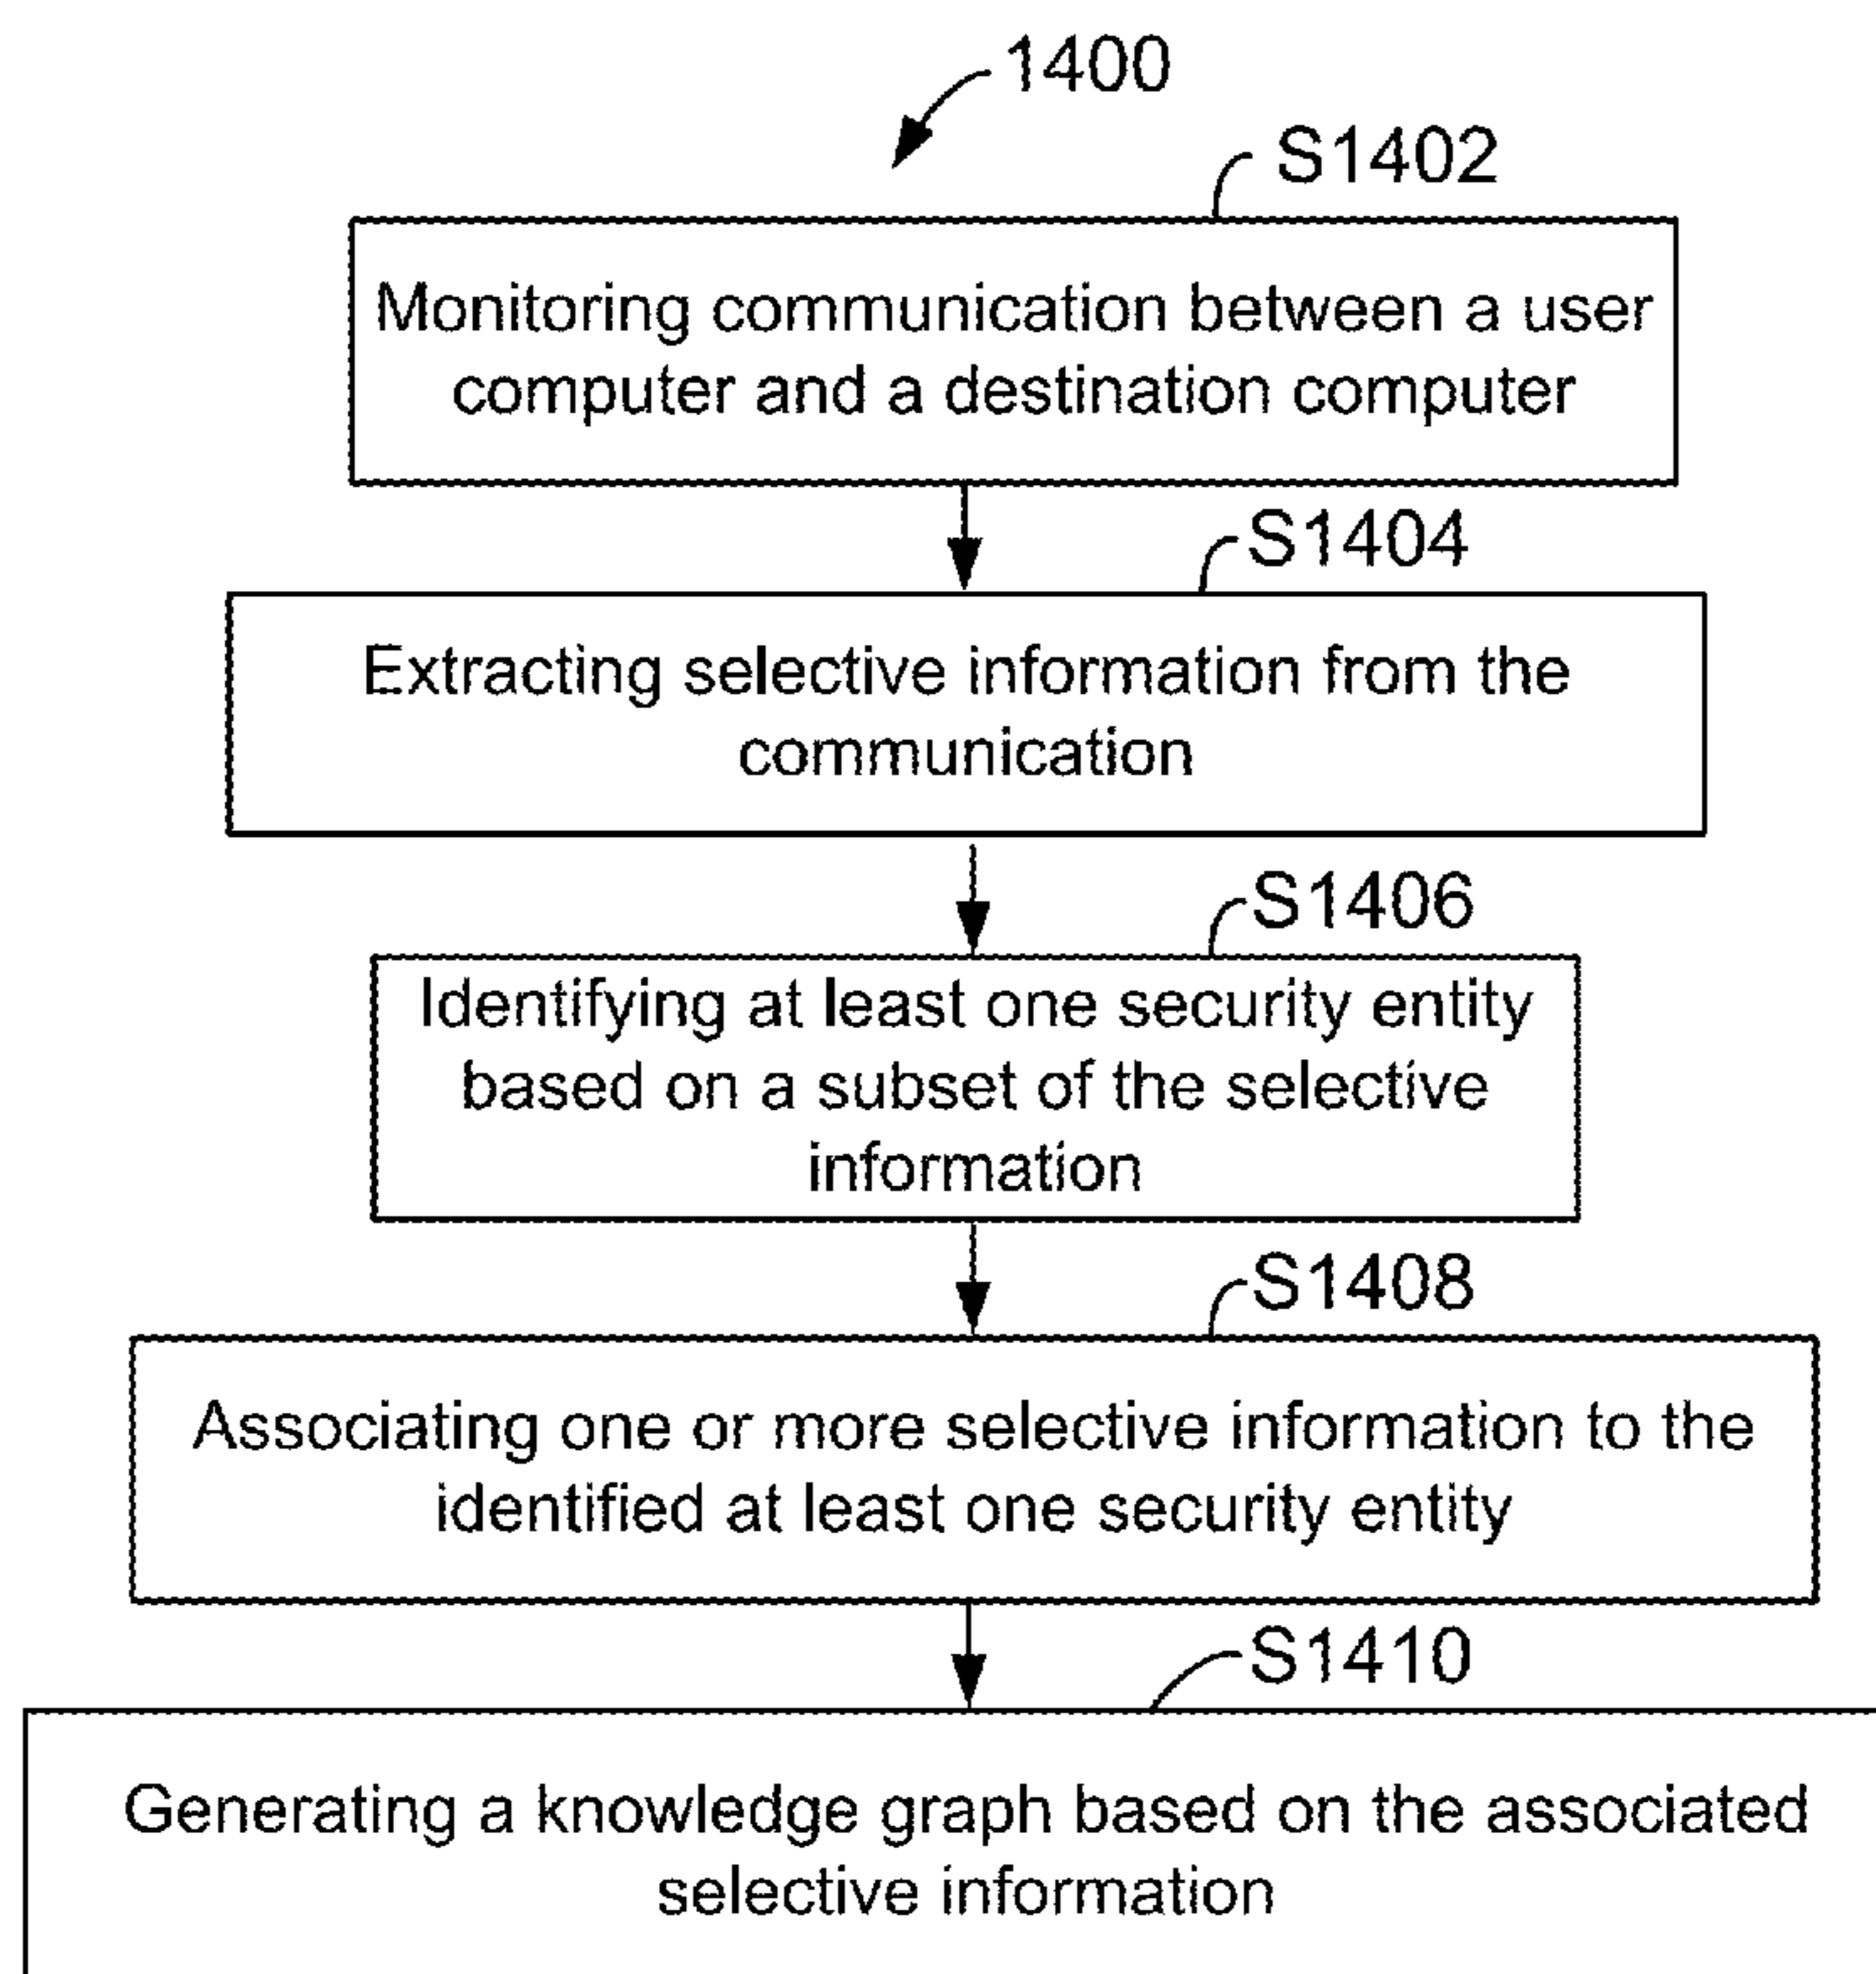 1400
S1402
Monitoring communication between a user
computer and a destination computer
S1404
Extracting selective information from the
communication
S1406
Identifying at least one security entity
based on a subset of the selective
information
S1408
Associating one or more selective information to the
identified at least one security entity
S1410
Generating a knowledge graph based on the associated
selective information